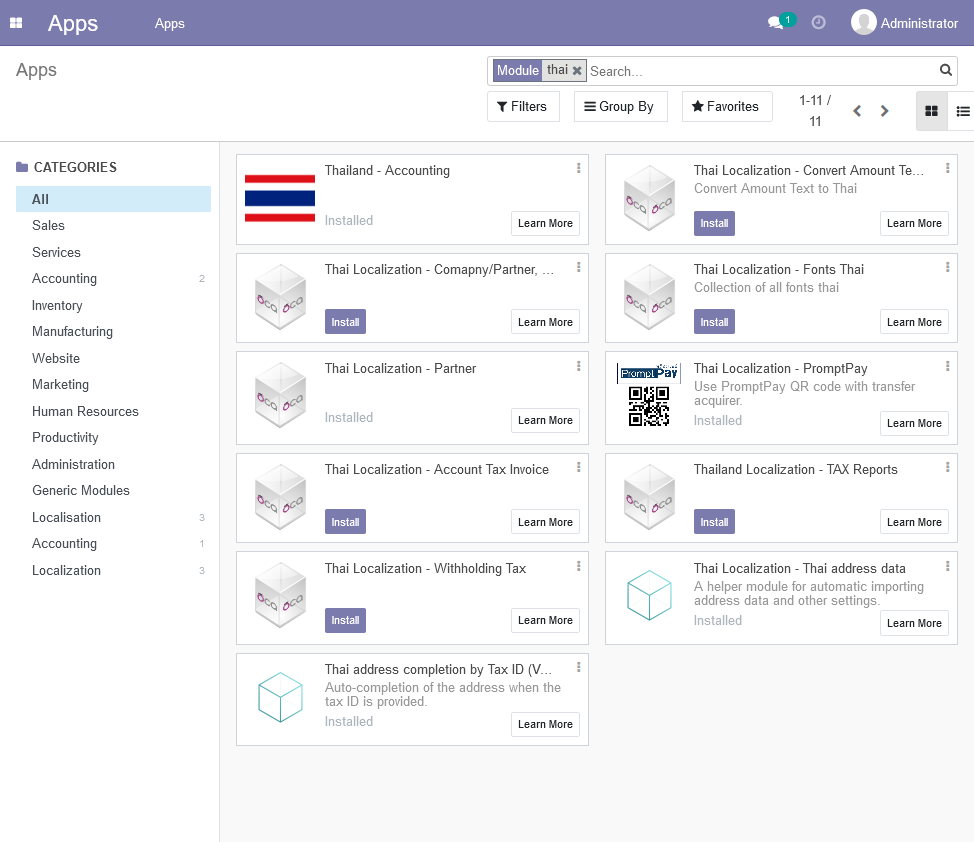 Apps
Apps
1
Administrator
Apps
Module thai Search...
Filters
Group By
Favorites
1-11 /
11
CATEGORIES
All
Sales
Services
Accounting 2
Inventory
Manufacturing
Website
Marketing
Human Resources
Productivity
Administration
Generic Modules
Localisation 3
Accounting 1
Localization 3
Thailand - Accounting
Installed
Learn More
Thai Localization - Convert Amount Te...
Convert Amount Text to Thai
Install
Learn More
Thai Localization - Comapny/Partner, ...
Install
Learn More
Thai Localization - Fonts Thai
Collection of all fonts thai
Install
Learn More
Thai Localization - Partner
Installed
Learn More
Prompt Pay
Thai Localization - PromptPay
Use PromptPay QR code with transfer
acquirer.
Installed
Learn More
Thai Localization - Account Tax Invoice
Install
Learn More
Thailand Localization - TAX Reports
Install
Learn More
Thai Localization - Withholding Tax
Install
Learn More
Thai Localization - Thai address data
A helper module for automatic importing
address data and other settings.
Installed
Learn More
Thai address completion by Tax ID (V...
Auto-completion of the address when the
tax ID is provided.
Installed
Learn More